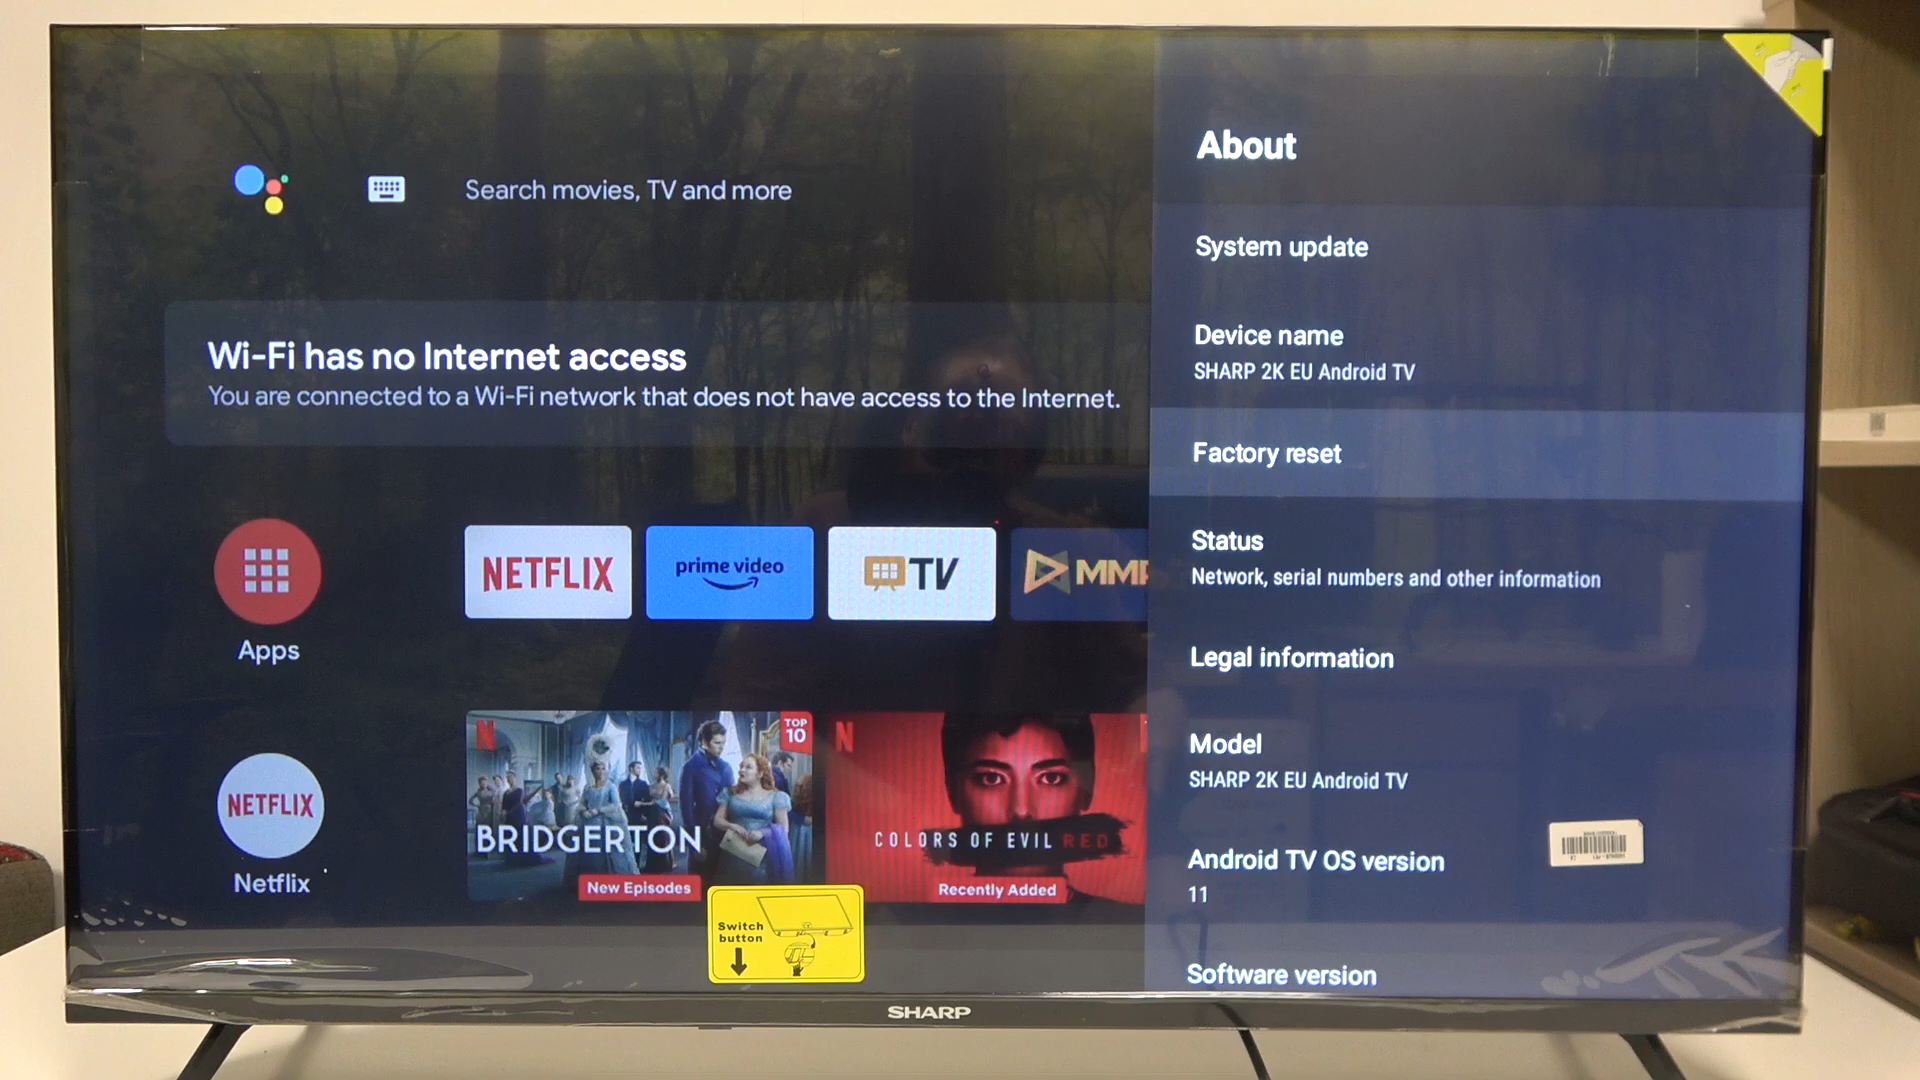 Search movies, TV and more
Wi-Fi has no Internet access
You are connected to a Wi-Fi network that does not have access to the Internet.
Apps
NETFLIX
prime video
TV
NETFLIX
Netflix
N
TOP
10
BRIDGERTON
New Episodes
N
COLORS OF EVIL RED
Recently Added
About
System update
Device name
SHARP 2K EU Android TV
Factory reset
Status
Network, serial numbers and other information
Legal information
Model
SHARP 2K EU Android TV
Android TV OS version
11
Software version
Switch
button
SHARP